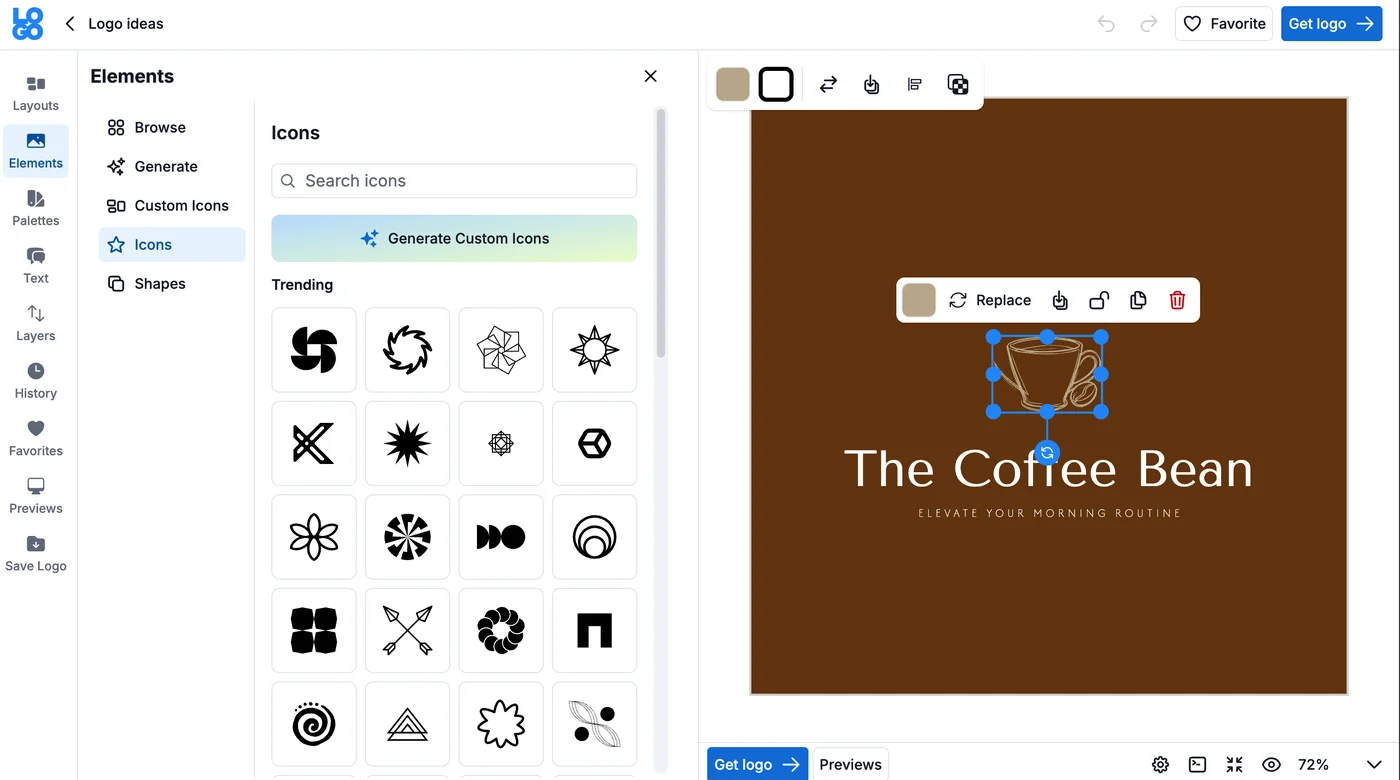 LOGO
Logo ideas
Favorite
Get logo
Layouts
Elements
Palettes
Text
Layers
History
Favorites
Previews
Save Logo
Elements
Browse
Generate
Custom Icons
Icons
Shapes
Icons
Search icons
Generate Custom Icons
Trending
Replace
The Coffee Bean
ELEVATE YOUR MORNING ROUTINE
Get logo
Previews
72%